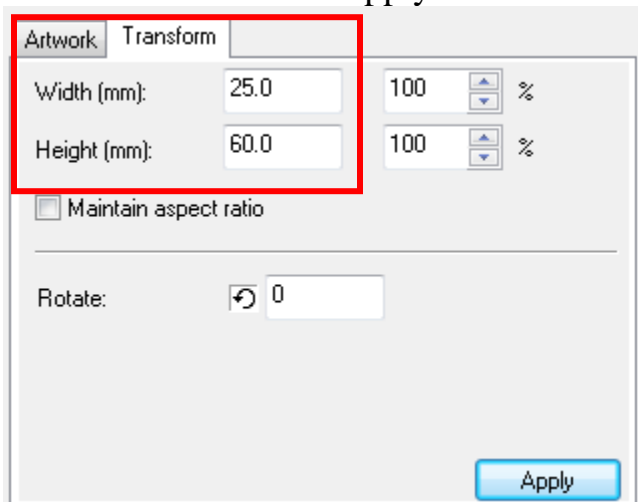 Artwork Transform
Width (mm): 25.0 100 %
Height (mm): 60.0 100 %
Maintain aspect ratio
Rotate: 0
Apply